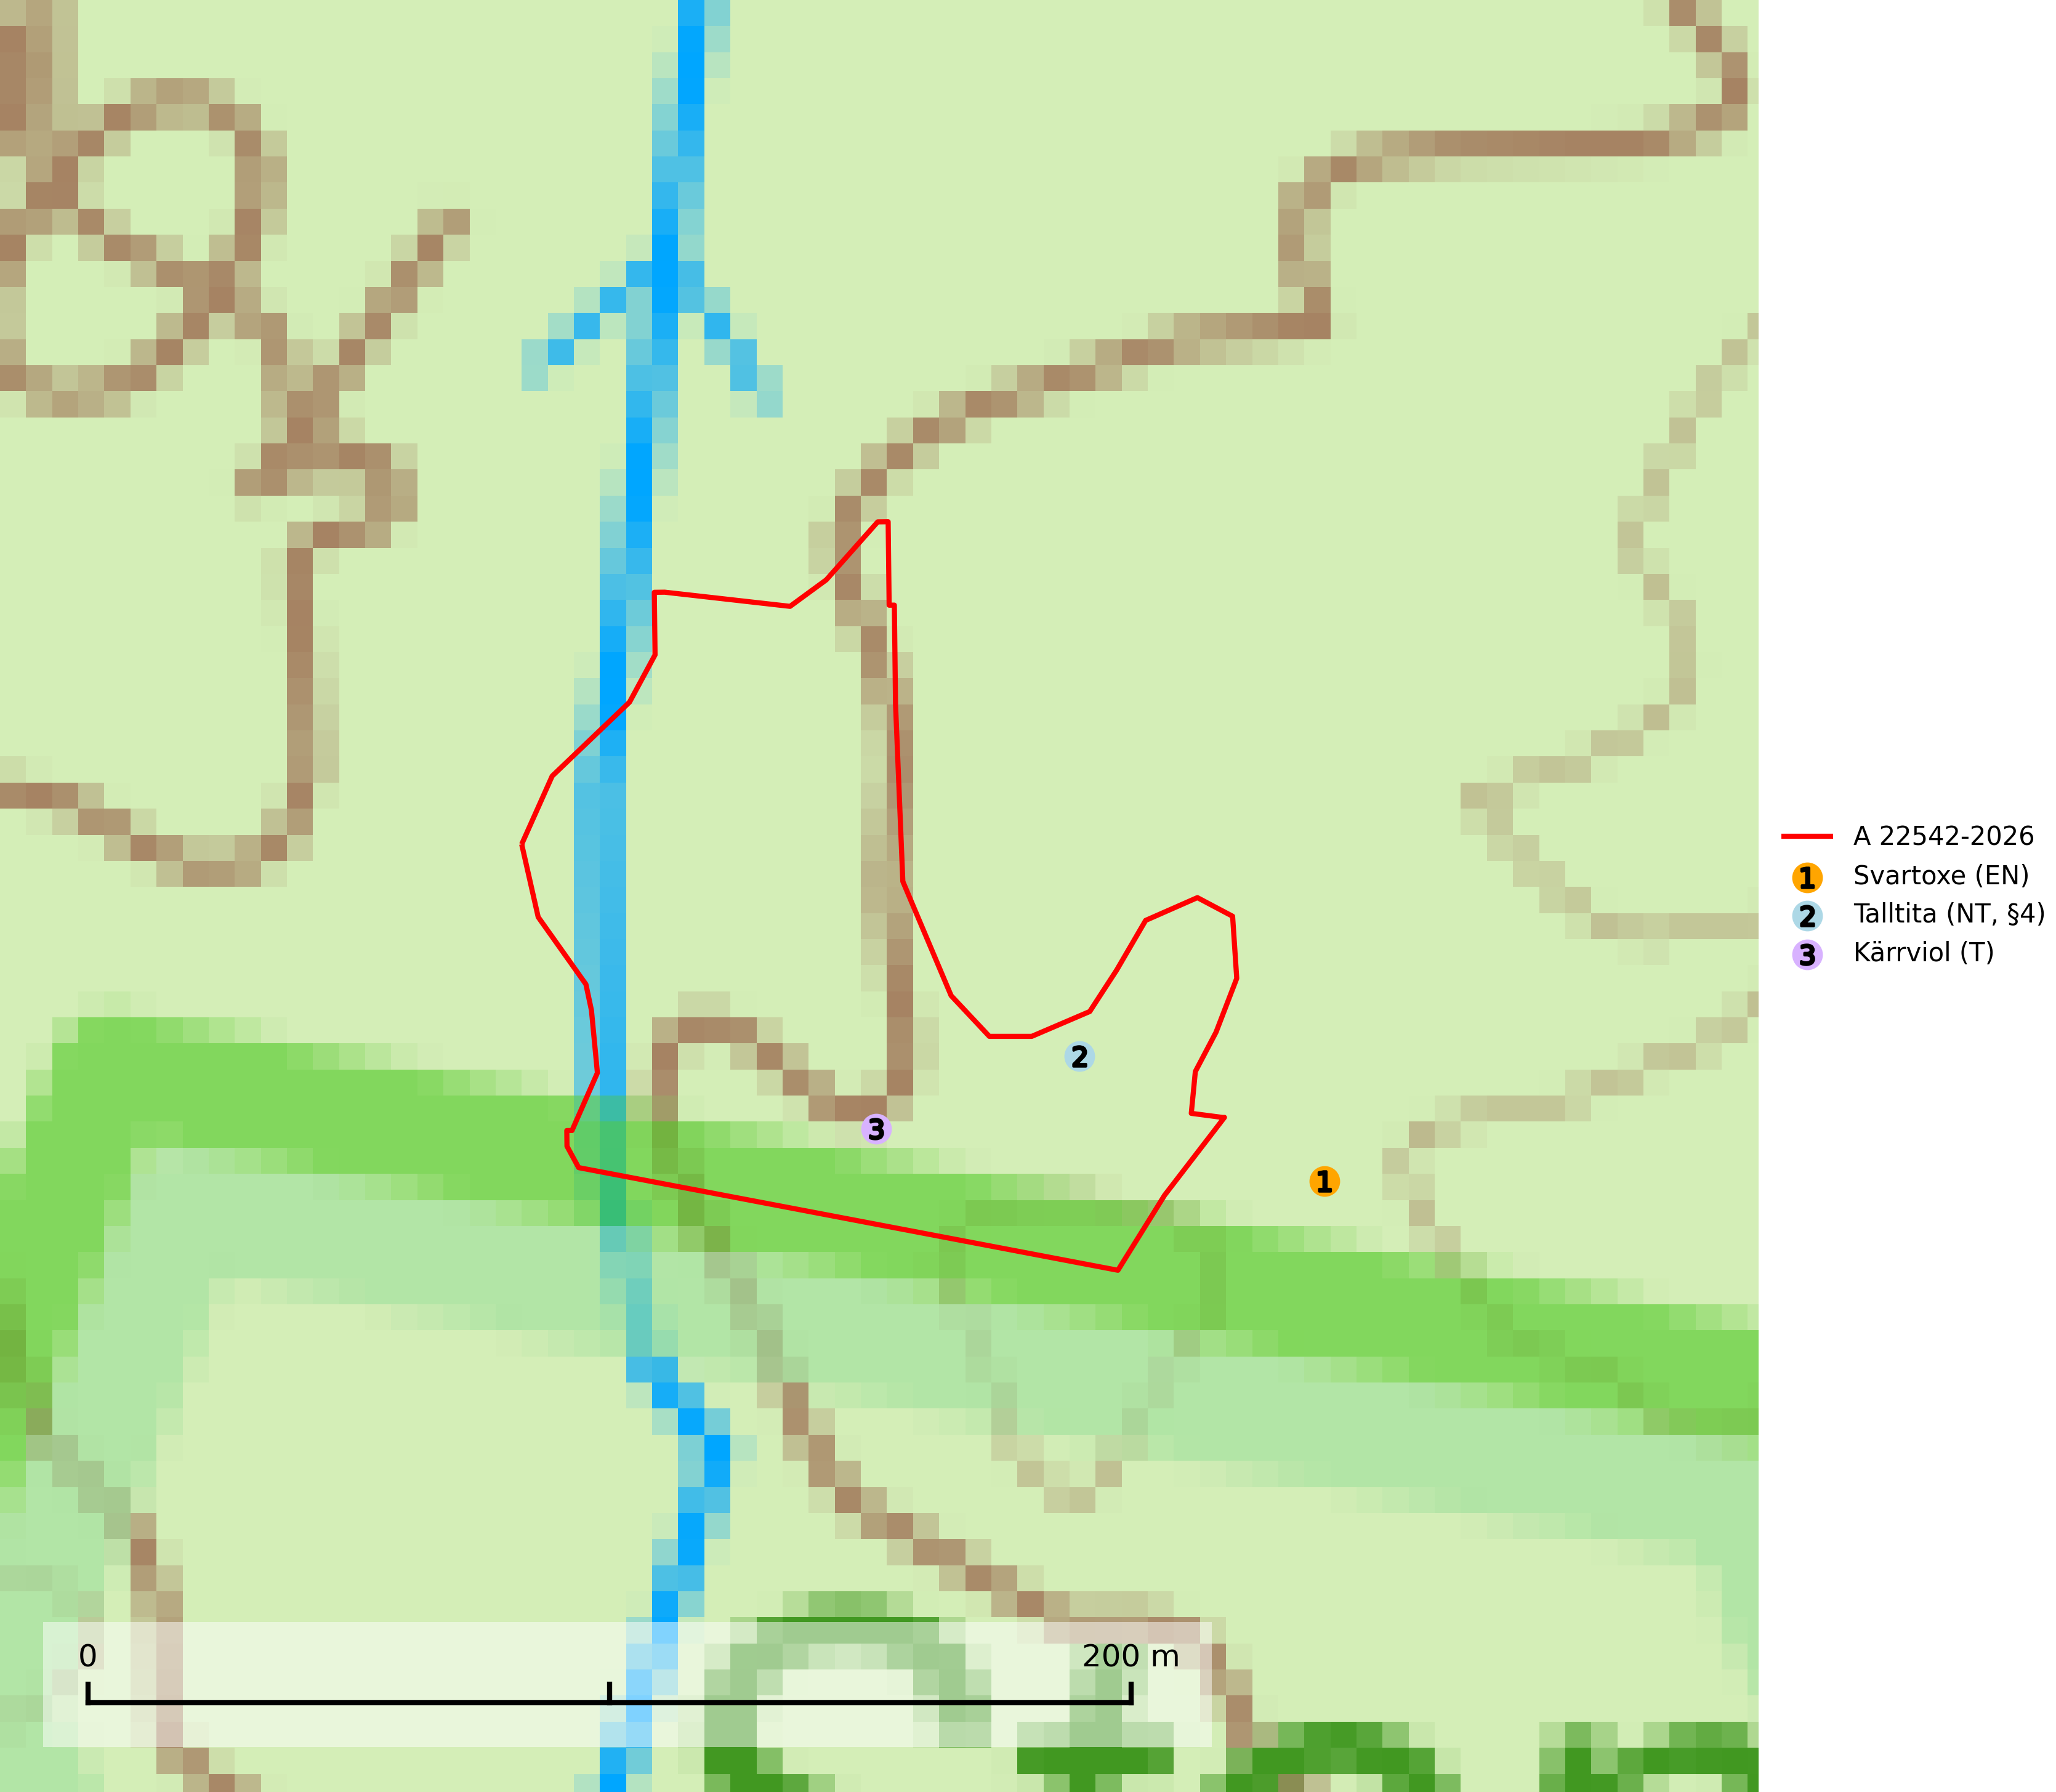 A 22542-2026
1 Svartoxe (EN)
2 Talltita (NT, §4)
3 Kärrviol (T)
2
3
1
0 200 m